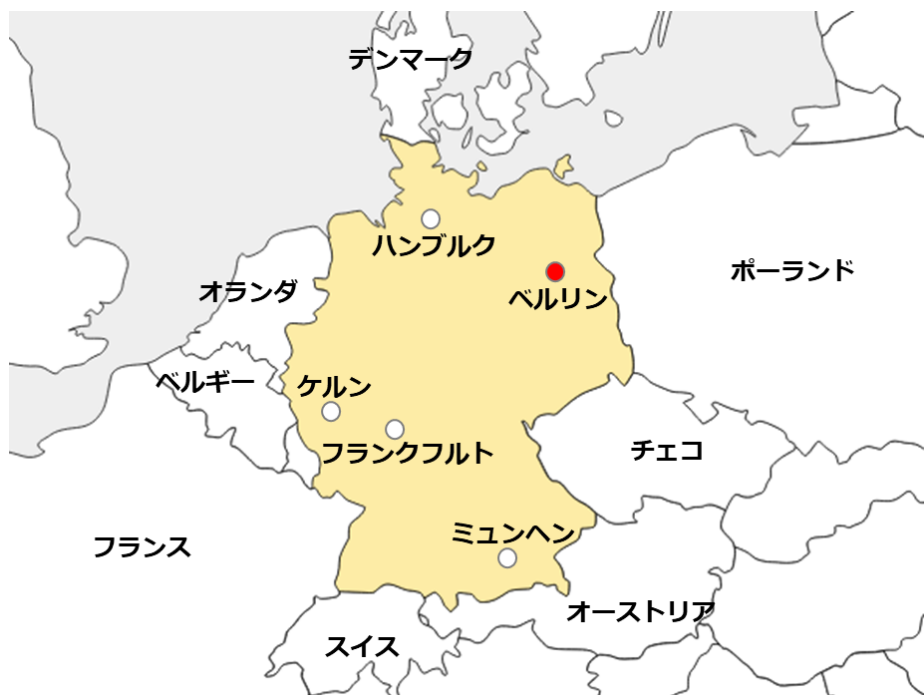 デンマーク
ハンブルク
ポーランド
オランダ
ベルリン
ベルギー
ケルン
フランクフルト
チェコ
ミュンヘン
フランス
オーストリア
スイス